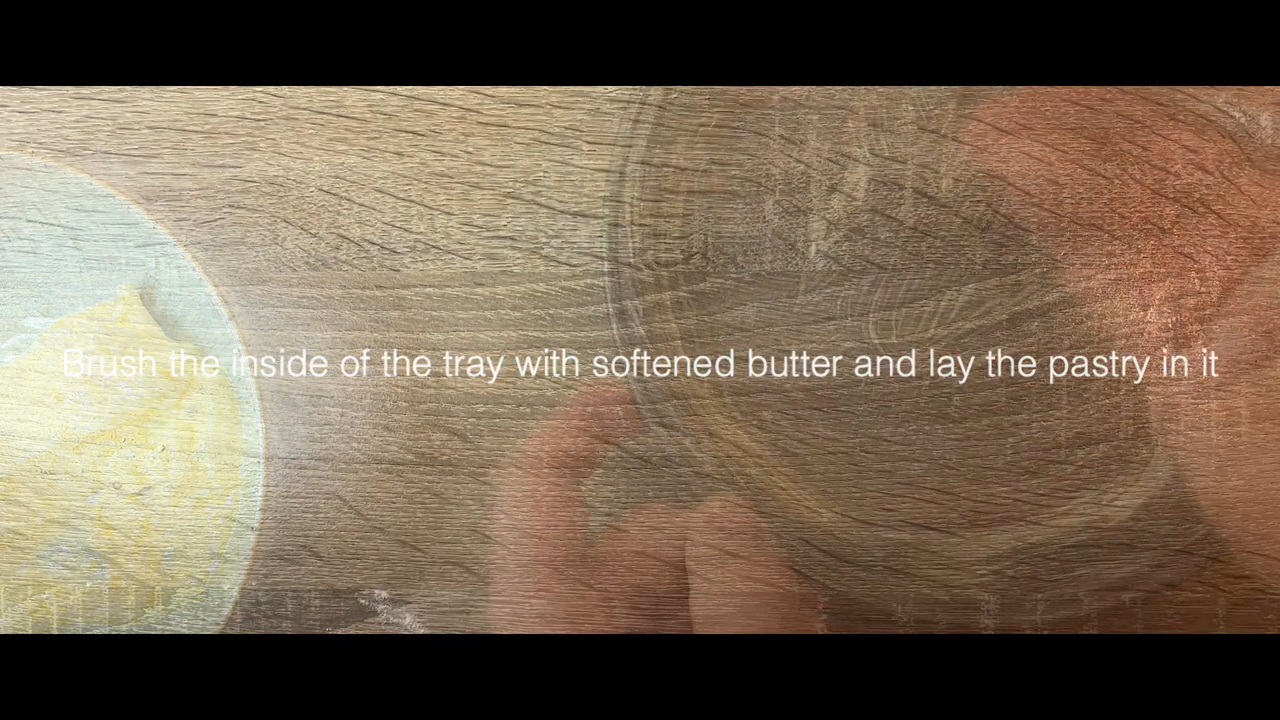 Brush the inside of the tray with softened butter and lay the pastry in it